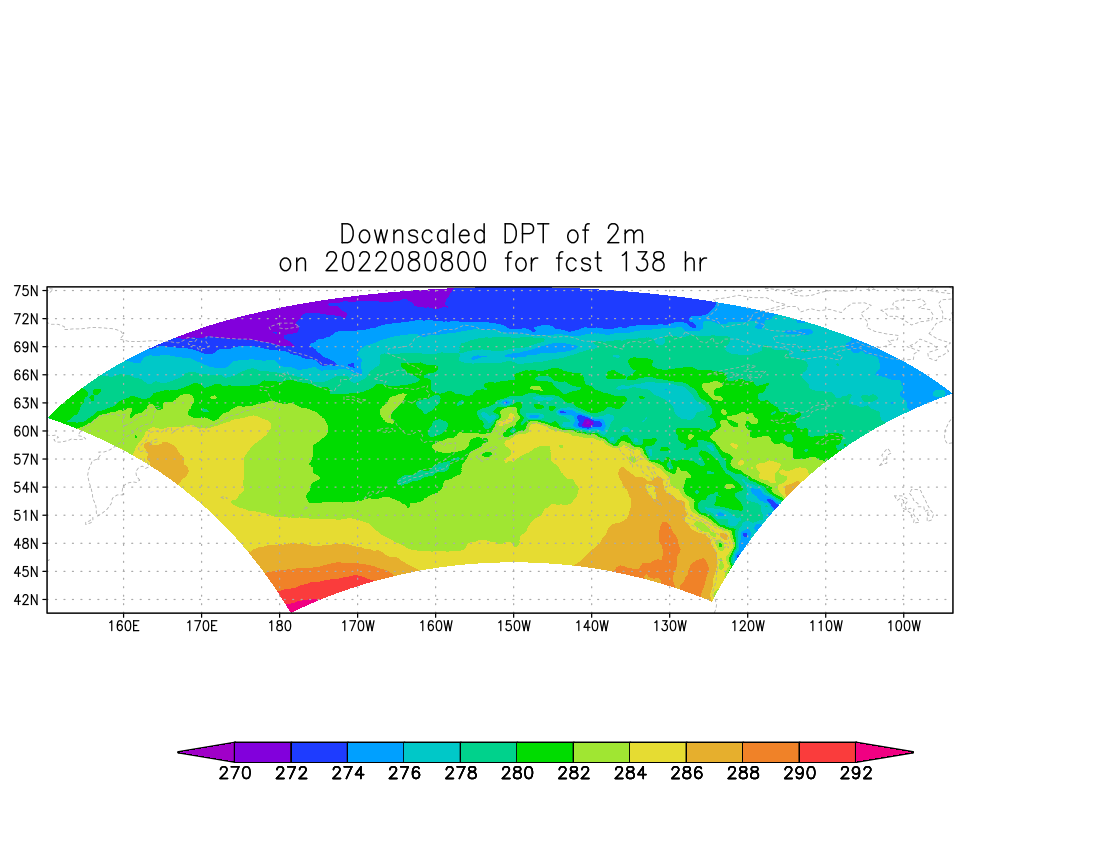 Downscaled DPT of 2m
on 2022080800 for fcst 138 hr
75N
72N
69N
66N
63N
60N
57N
54N
51N
48N
45N
42N
160E 170E 180 170W 160W 150W 140W 130W 120W 110W 100W
270 272 274 276 278 280 282 284 286 288 290 292